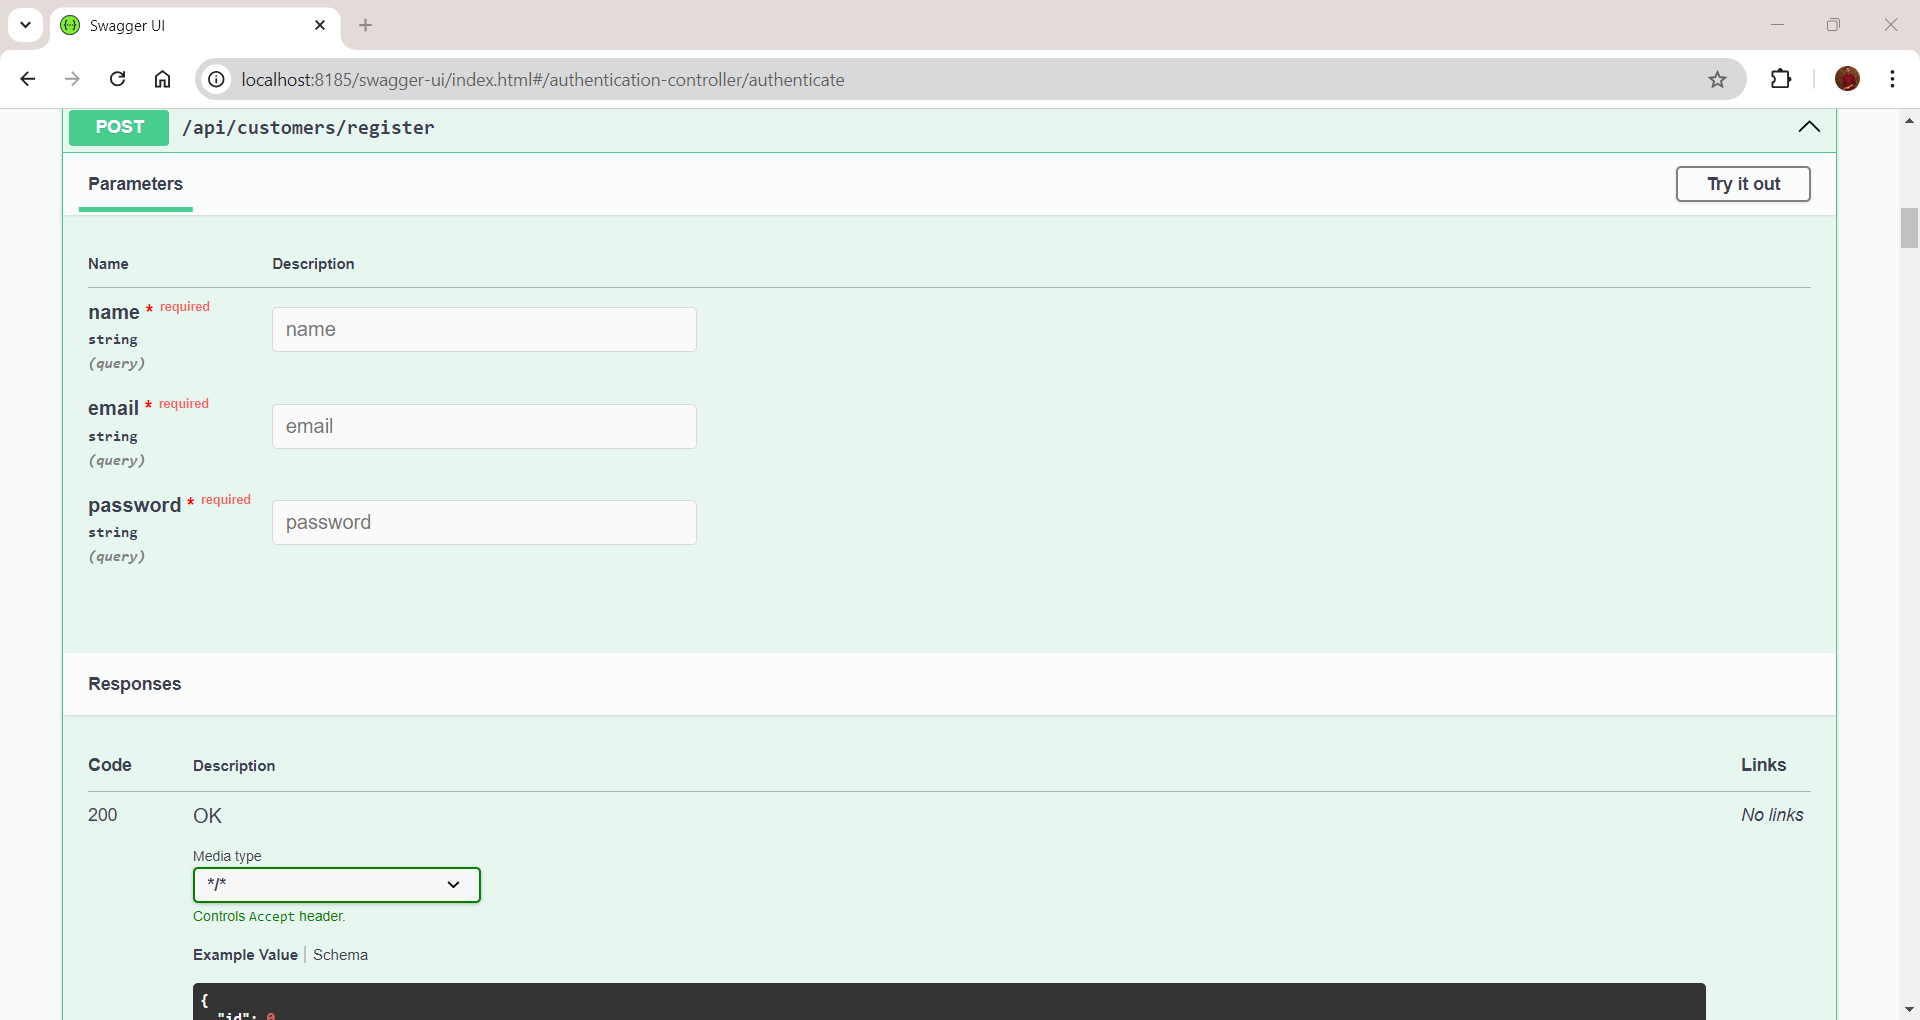 Swagger UI
localhost:8185/swagger-ui/index.html#/authentication-controller/authenticate
POST /api/customers/register
Parameters
Try it out
Name Description
name * required
string
(query)
name
email * required
string
(query)
email
password * required
string
(query)
password
Responses
Code Description Links
200 OK No links
Media type
*/*
Controls Accept header.
Example Value | Schema
{
"id": 0